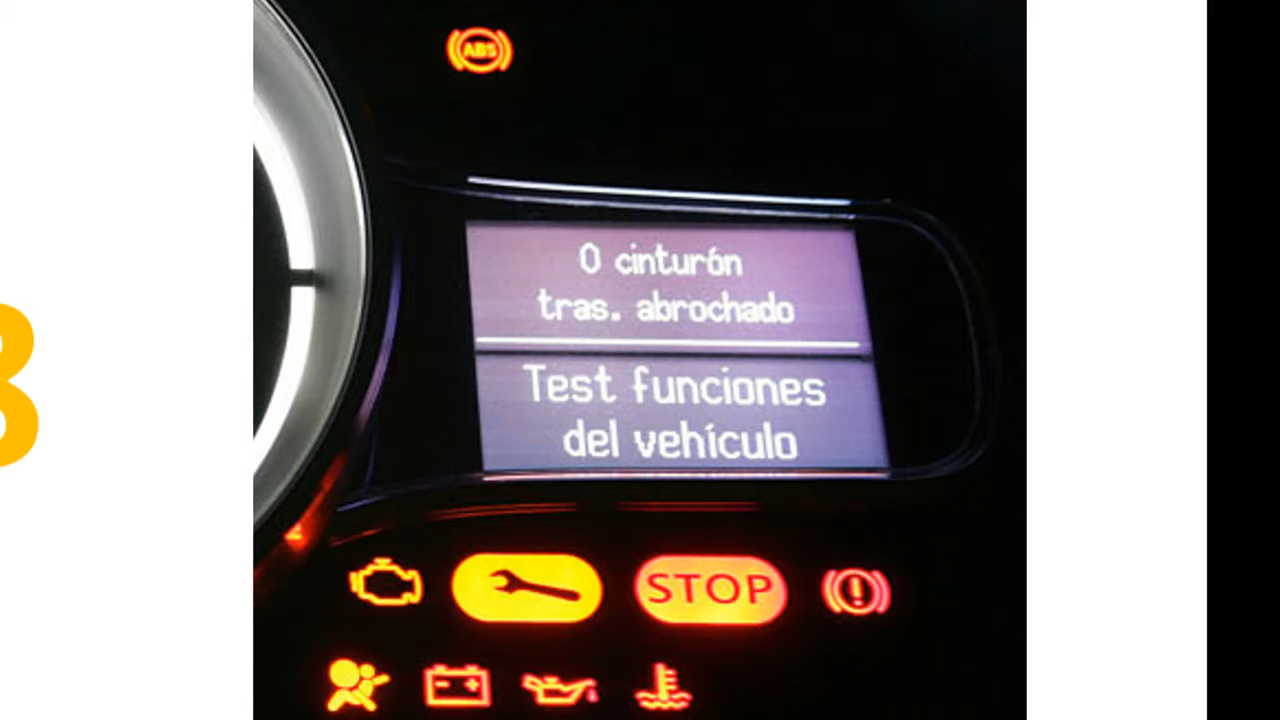 ABS
0 cinturón
tras. abrochado
Test funciones
del vehículo
STOP